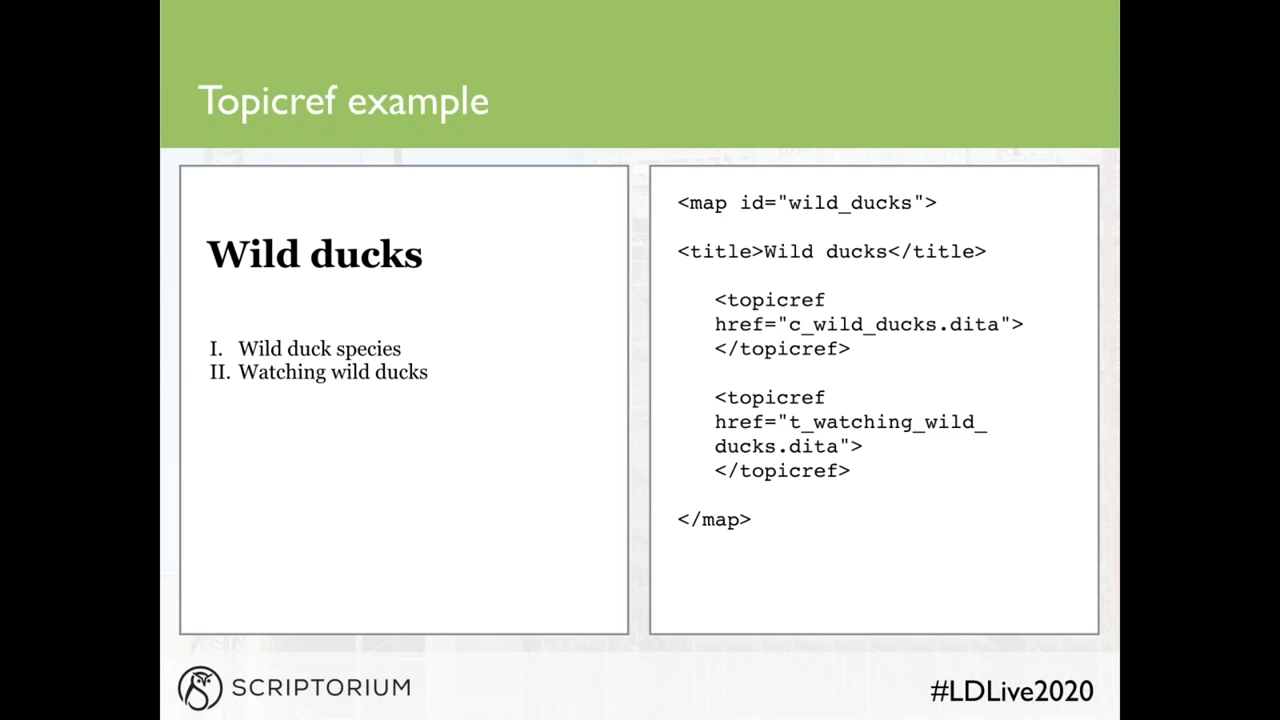 Topicref example
Wild ducks
I. Wild duck species
II. Watching wild ducks
<map id="wild_ducks">
<title>Wild ducks</title>
<topicref
href="c_wild_ducks.dita">
</topicref>
<topicref
href="t_watching_wild_
ducks.dita">
</topicref>
</map>
SCRIPTORIUM
#LDLive2020